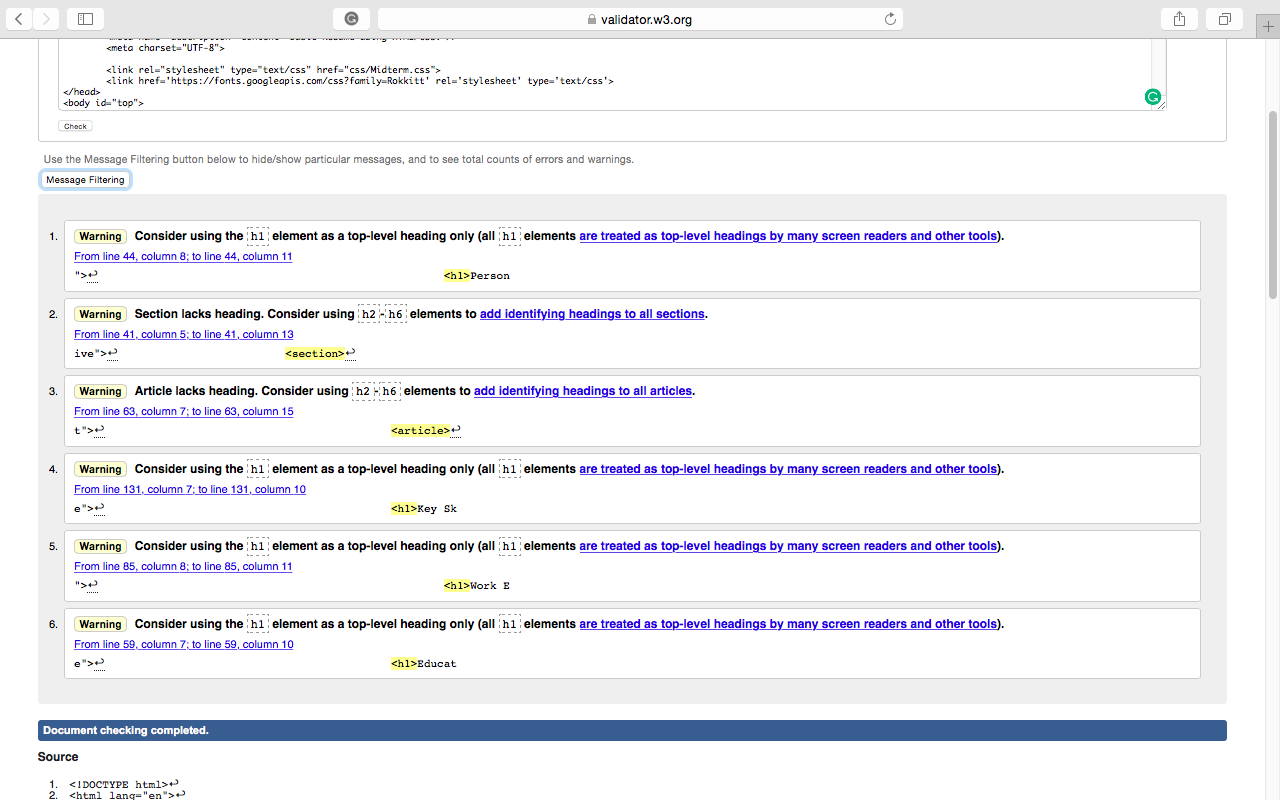 validator.w3.org
<meta charset="UTF-8">
<link rel="stylesheet" type="text/css" href="css/Midterm.css">
<link href='https://fonts.googleapis.com/css?family=Rokkitt' rel='stylesheet' type='text/css'>
</head>
<body id="top">
Check
Use the Message Filtering button below to hide/show particular messages, and to see total counts of errors and warnings.
Message Filtering
1. Warning Consider using the h1 element as a top-level heading only (all h1 elements are treated as top-level headings by many screen readers and other tools).
From line 44, column 8; to line 44, column 11
">↩ <h1>Person
2. Warning Section lacks heading. Consider using h2-h6 elements to add identifying headings to all sections.
From line 41, column 5; to line 41, column 13
ive">↩ <section>↩
3. Warning Article lacks heading. Consider using h2-h6 elements to add identifying headings to all articles.
From line 63, column 7; to line 63, column 15
t">↩ <article>↩
4. Warning Consider using the h1 element as a top-level heading only (all h1 elements are treated as top-level headings by many screen readers and other tools).
From line 131, column 7; to line 131, column 10
e">↩ <h1>Key Sk
5. Warning Consider using the h1 element as a top-level heading only (all h1 elements are treated as top-level headings by many screen readers and other tools).
From line 85, column 8; to line 85, column 11
">↩ <h1>Work E
6. Warning Consider using the h1 element as a top-level heading only (all h1 elements are treated as top-level headings by many screen readers and other tools).
From line 59, column 7; to line 59, column 10
e">↩ <h1>Educat
Document checking completed.
Source
1. <!DOCTYPE html>↩
2. <html lang="en">↩